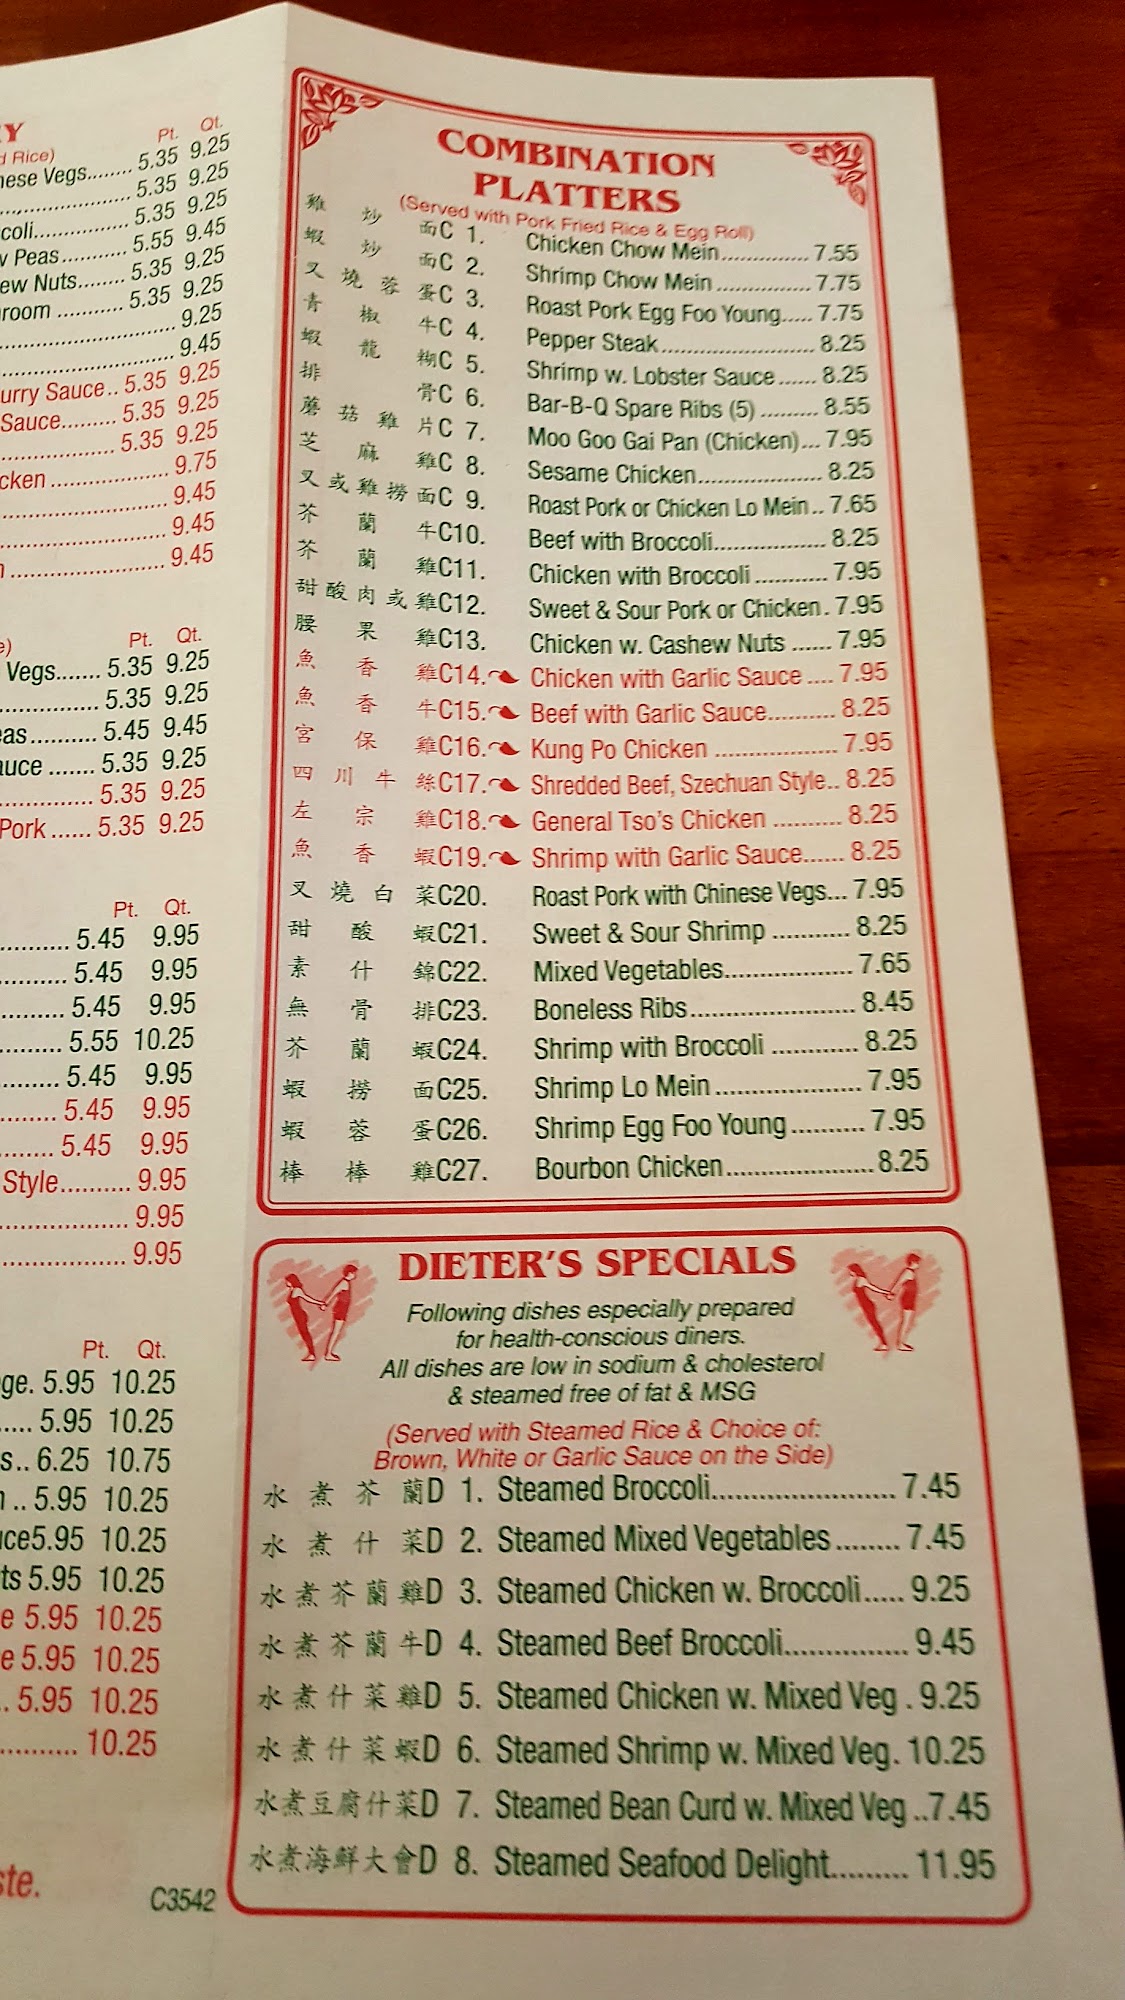 RY
d Rice)
Pt. Qt.
nese Vegs........ 5.35 9.25
5.35 9.25
coli................ 5.35 9.25
w Peas........... 5.55 9.45
ew Nuts........ 5.35 9.25
hroom ........... 5.35 9.25
9.25
9.45
urry Sauce.. 5.35 9.25
Sauce......... 5.35 9.25
5.35 9.25
cken .................. 9.75
9.45
9.45
n .......................... 9.45
e)
Pt. Qt.
Vegs....... 5.35 9.25
5.35 9.25
eas........... 5.45 9.45
auce ....... 5.35 9.25
5.35 9.25
Pork ...... 5.35 9.25
Pt. Qt.
5.45 9.95
5.45 9.95
5.45 9.95
5.55 10.25
5.45 9.95
5.45 9.95
5.45 9.95
Style........... 9.95
9.95
9.95
Pt. Qt.
ge. 5.95 10.25
..... 5.95 10.25
s.. 6.25 10.75
n .. 5.95 10.25
uce5.95 10.25
ts 5.95 10.25
e 5.95 10.25
e 5.95 10.25
.. 5.95 10.25
10.25
ste.
C3542
COMBINATION
PLATTERS
(Served with Pork Fried Rice & Egg Roll)
雞炒面C 1. Chicken Chow Mein............... 7.55
蝦炒面C 2. Shrimp Chow Mein ................ 7.75
叉燒蓉蛋C 3. Roast Pork Egg Foo Young..... 7.75
青椒牛C 4. Pepper Steak.......................... 8.25
蝦龍糊C 5. Shrimp w. Lobster Sauce ...... 8.25
排骨C 6. Bar-B-Q Spare Ribs (5) .......... 8.55
蘑菇雞片C 7. Moo Goo Gai Pan (Chicken)... 7.95
芝麻雞C 8. Sesame Chicken..................... 8.25
叉或雞撈面C 9. Roast Pork or Chicken Lo Mein.. 7.65
芥蘭牛C10. Beef with Broccoli................... 8.25
芥蘭雞C11. Chicken with Broccoli ............ 7.95
甜酸肉或雞C12. Sweet & Sour Pork or Chicken. 7.95
腰果雞C13. Chicken w. Cashew Nuts ...... 7.95
魚香雞C14. Chicken with Garlic Sauce .... 7.95
魚香牛C15. Beef with Garlic Sauce........... 8.25
宮保雞C16. Kung Po Chicken .................... 7.95
四川牛絲C17. Shredded Beef, Szechuan Style.. 8.25
左宗雞C18. General Tso's Chicken .......... 8.25
魚香蝦C19. Shrimp with Garlic Sauce...... 8.25
叉燒白菜C20. Roast Pork with Chinese Vegs... 7.95
甜酸蝦C21. Sweet & Sour Shrimp ............ 8.25
素什錦C22. Mixed Vegetables................... 7.65
無骨排C23. Boneless Ribs........................ 8.45
芥蘭蝦C24. Shrimp with Broccoli ............. 8.25
蝦撈面C25. Shrimp Lo Mein ..................... 7.95
蝦蓉蛋C26. Shrimp Egg Foo Young........... 7.95
棒棒雞C27. Bourbon Chicken...................... 8.25
DIETER'S SPECIALS
Following dishes especially prepared
for health-conscious diners.
All dishes are low in sodium & cholesterol
& steamed free of fat & MSG
(Served with Steamed Rice & Choice of:
Brown, White or Garlic Sauce on the Side)
水煮芥蘭D 1. Steamed Broccoli........................ 7.45
水煮什菜D 2. Steamed Mixed Vegetables ........ 7.45
水煮芥蘭雞D 3. Steamed Chicken w. Broccoli..... 9.25
水煮芥蘭牛D 4. Steamed Beef Broccoli................ 9.45
水煮什菜雞D 5. Steamed Chicken w. Mixed Veg . 9.25
水煮什菜蝦D 6. Steamed Shrimp w. Mixed Veg. 10.25
水煮豆腐什菜D 7. Steamed Bean Curd w. Mixed Veg ..7.45
水煮海鮮大會D 8. Steamed Seafood Delight......... 11.95